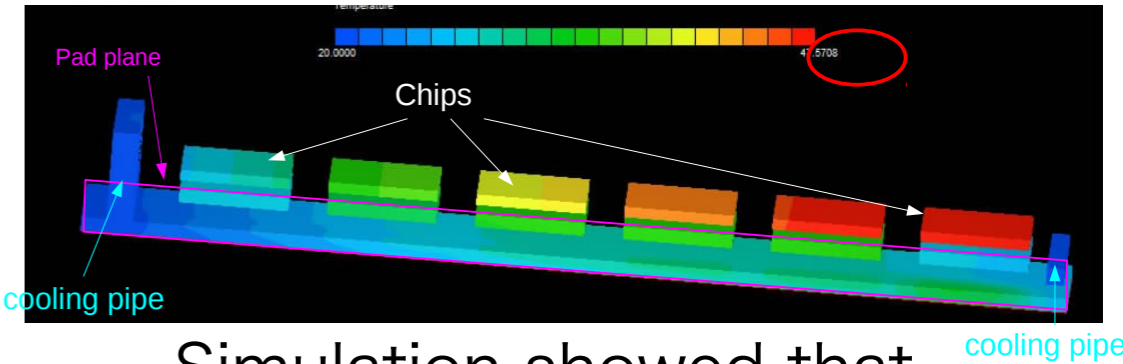 Temperature
20.0000
47.5708
Pad plane
Chips
cooling pipe
cooling pipe
Simulation showed that